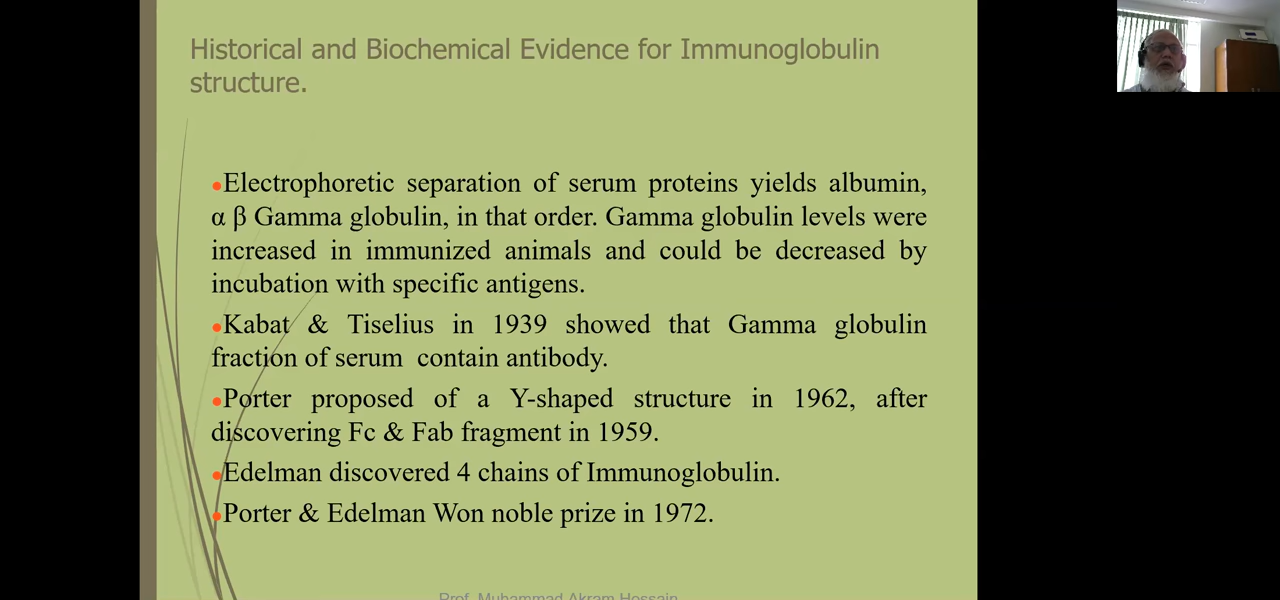 Historical and Biochemical Evidence for Immunoglobulin
structure.
●Electrophoretic separation of serum proteins yields albumin,
α β Gamma globulin, in that order. Gamma globulin levels were
increased in immunized animals and could be decreased by
incubation with specific antigens.
●Kabat & Tiselius in 1939 showed that Gamma globulin
fraction of serum contain antibody.
●Porter proposed of a Y-shaped structure in 1962, after
discovering Fc & Fab fragment in 1959.
●Edelman discovered 4 chains of Immunoglobulin.
●Porter & Edelman Won noble prize in 1972.
Prof. Muhammad Akram Hossain